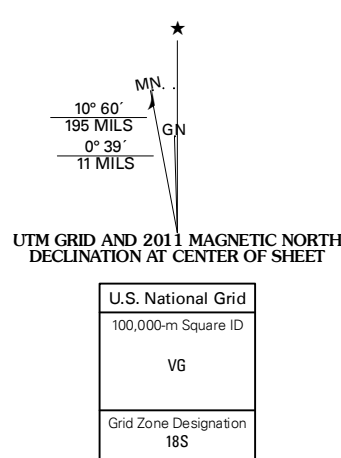 ★
MN
10° 60´
195 MILS
GN
0° 39´
11 MILS
UTM GRID AND 2011 MAGNETIC NORTH
DECLINATION AT CENTER OF SHEET
U.S. National Grid
100,000-m Square ID
VG
Grid Zone Designation
18S